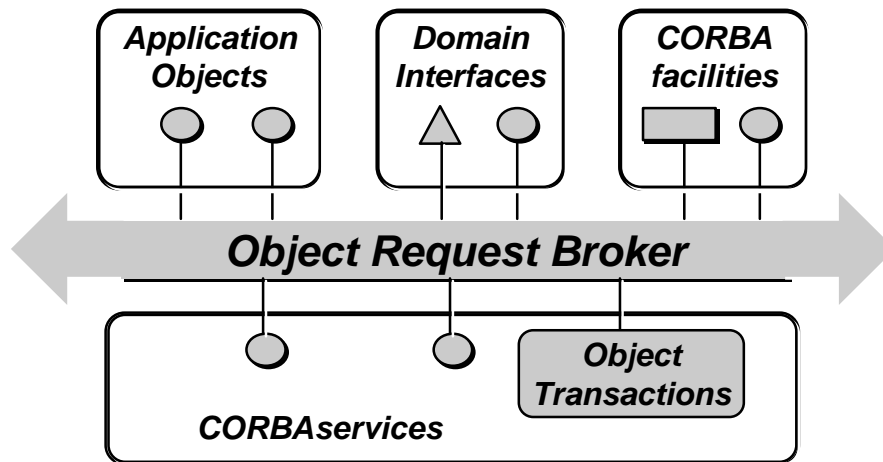 Application
Objects
Domain
Interfaces
CORBA
facilities
Object Request Broker
Object
Transactions
CORBAservices